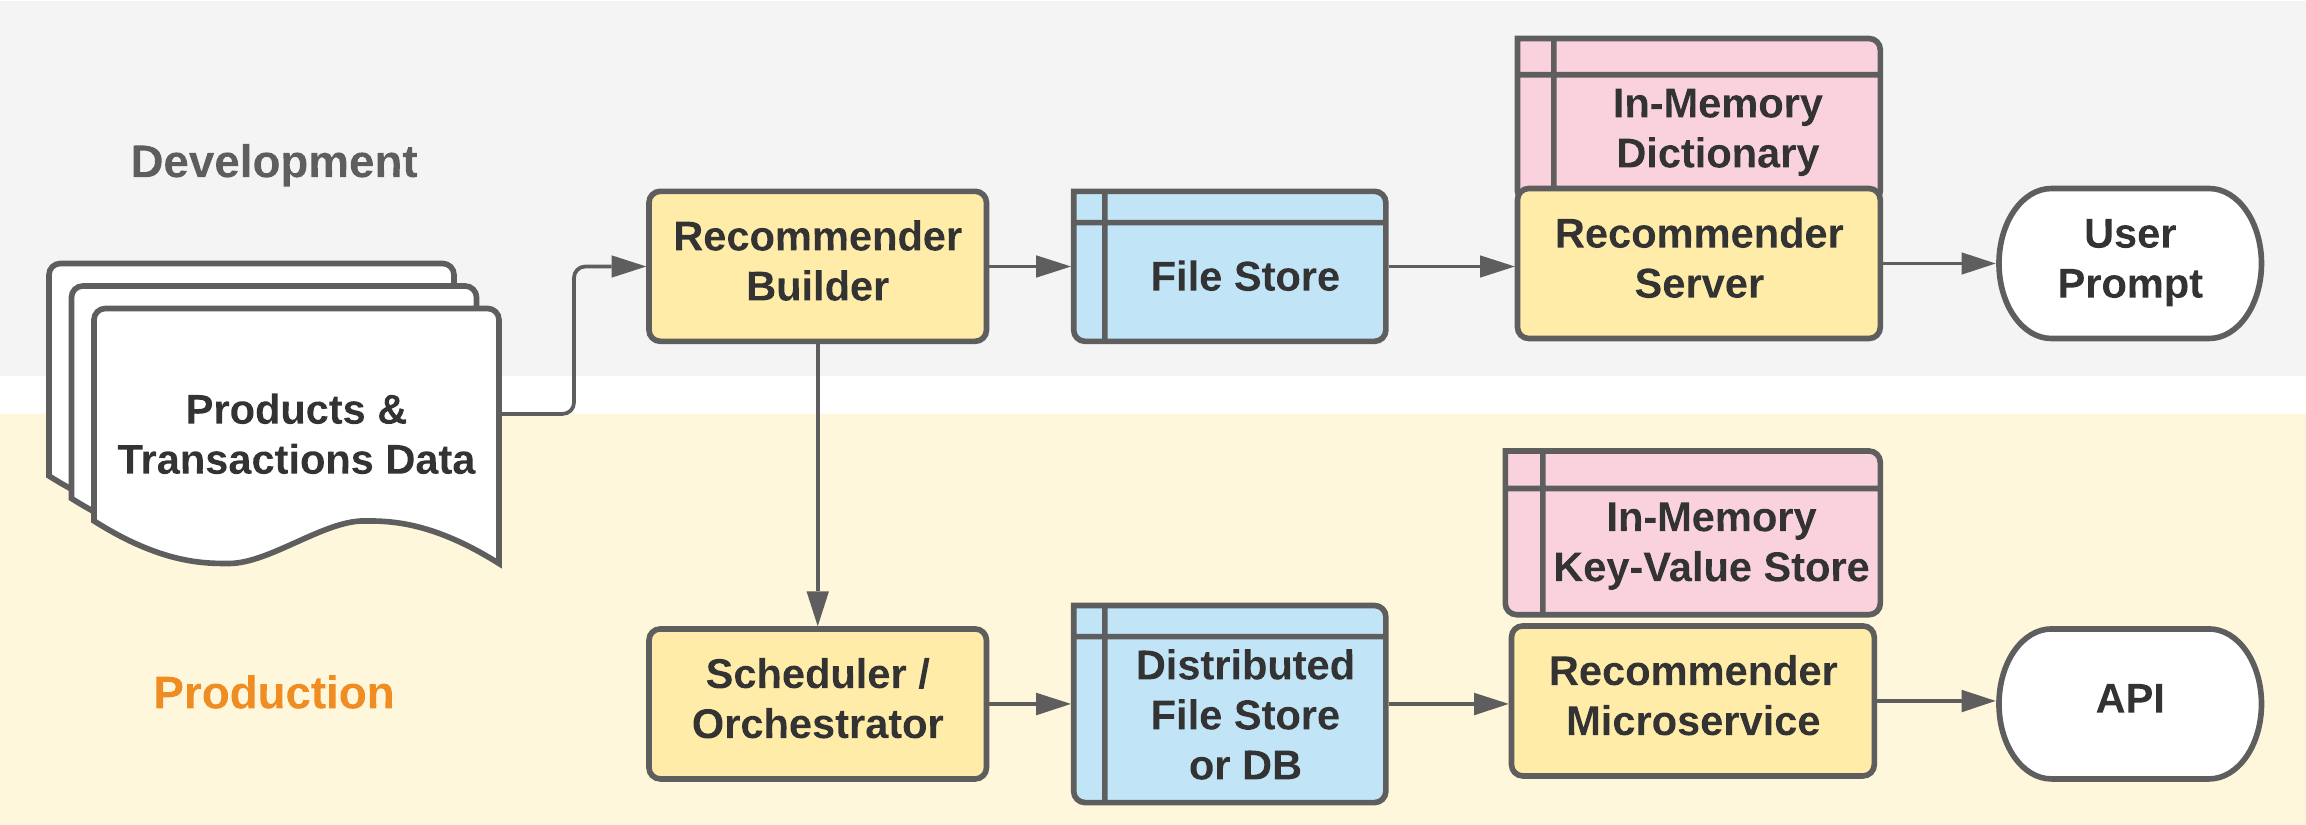 Development
Products &
Transactions Data
Recommender
Builder
File Store
In-Memory
Dictionary
Recommender
Server
User
Prompt
Production
Scheduler /
Orchestrator
Distributed
File Store
or DB
In-Memory
Key-Value Store
Recommender
Microservice
API